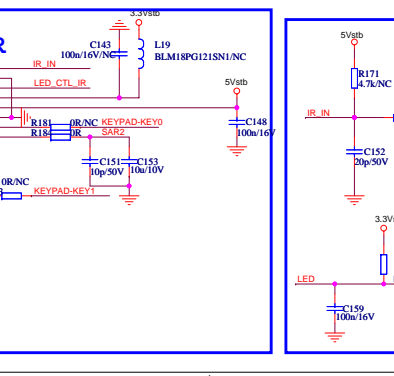 3.3Vstb
R
C143
100n/16V/NC
L19
BLM18PG121SN1/NC
IR_IN
LED_CTL_IR
5Vstb
R181
0R/NC
KEYPAD-KEY0
R184
0R
SAR2
C148
100n/16V
C151
10p/50V
C153
10u/10V
0R/NC
KEYPAD-KEY1
5Vstb
R171
4.7k/NC
IR_IN
C152
20p/50V
3.3Vs
LED
C159
100n/16V